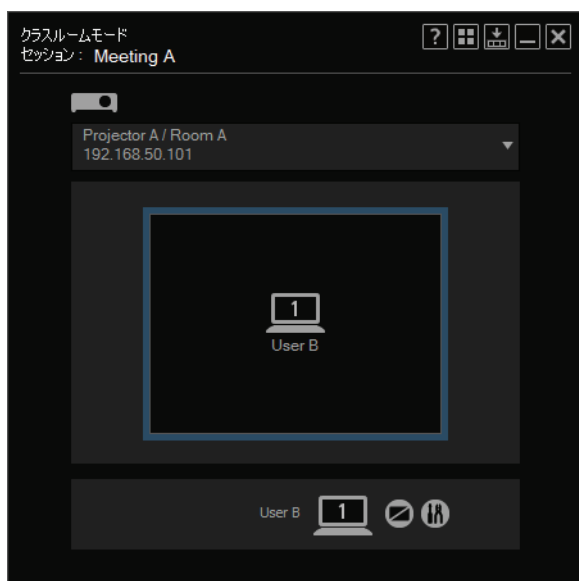 クラスルームモード
セッション： Meeting A
?
Projector A / Room A
192.168.50.101
1
User B
User B
1